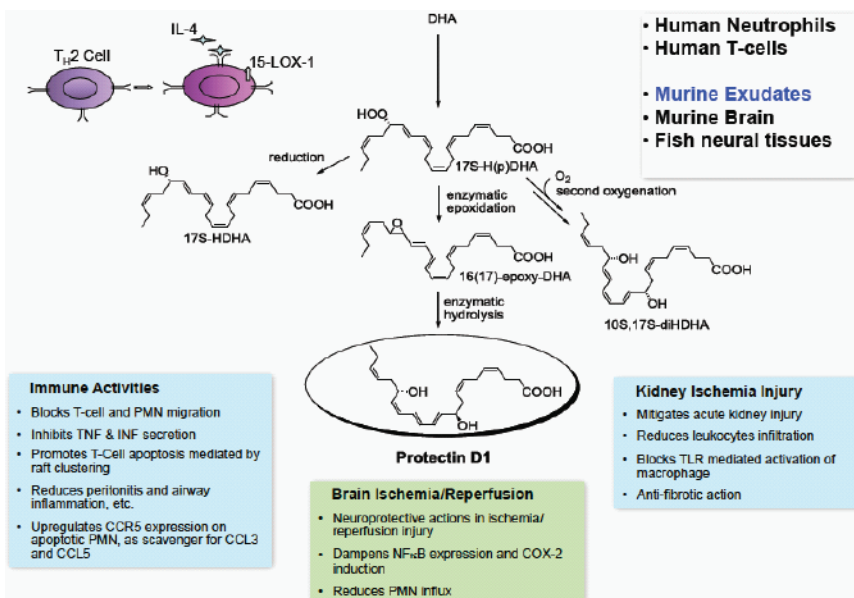 DHA
IL-4
T_H2 Cell
15-LOX-1
• Human Neutrophils
• Human T-cells
• Murine Exudates
• Murine Brain
• Fish neural tissues
HOO
COOH
17S-H(p)DHA
reduction
O₂
second oxygenation
enzymatic
epoxidation
HO
COOH
17S-HDHA
O
COOH
16(17)-epoxy-DHA
OH
COOH
OH
10S,17S-diHDHA
enzymatic
hydrolysis
OH
COOH
OH
Protectin D1
Immune Activities
• Blocks T-cell and PMN migration
• Inhibits TNF & INF secretion
• Promotes T-Cell apoptosis mediated by
raft clustering
• Reduces peritonitis and airway
inflammation, etc.
• Upregulates CCR5 expression on
apoptotic PMN, as scavenger for CCL3
and CCL5
Brain Ischemia/Reperfusion
• Neuroprotective actions in ischemia/
reperfusion injury
• Dampens NFκB expression and COX-2
induction
• Reduces PMN influx
Kidney Ischemia Injury
• Mitigates acute kidney injury
• Reduces leukocytes infiltration
• Blocks TLR mediated activation of
macrophage
• Anti-fibrotic action